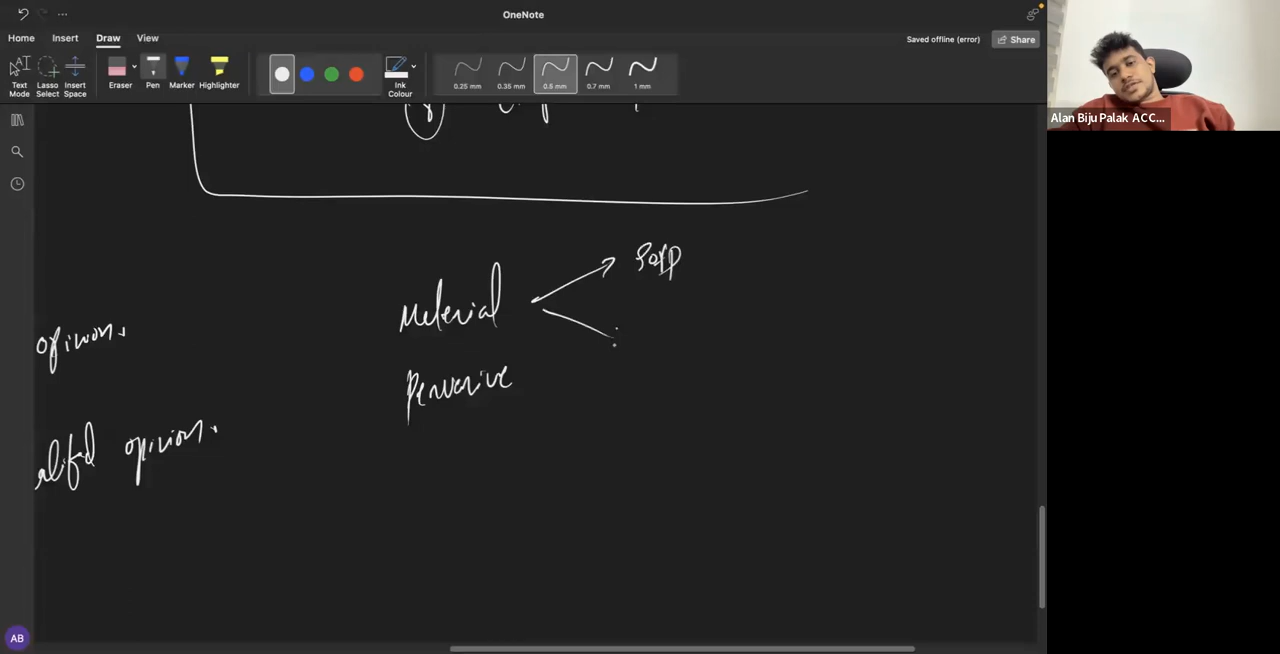 OneNote
Home Insert Draw View
Saved offline (error) Share
Text Mode Lasso Select Insert Space Eraser Pen Marker Highlighter Ink Colour 0.25 mm 0.35 mm 0.5 mm 0.7 mm 1 mm
Alan Biju Palak ACC...
SOFP
Material
opinion.
Pervasive
alified opinion.
AB